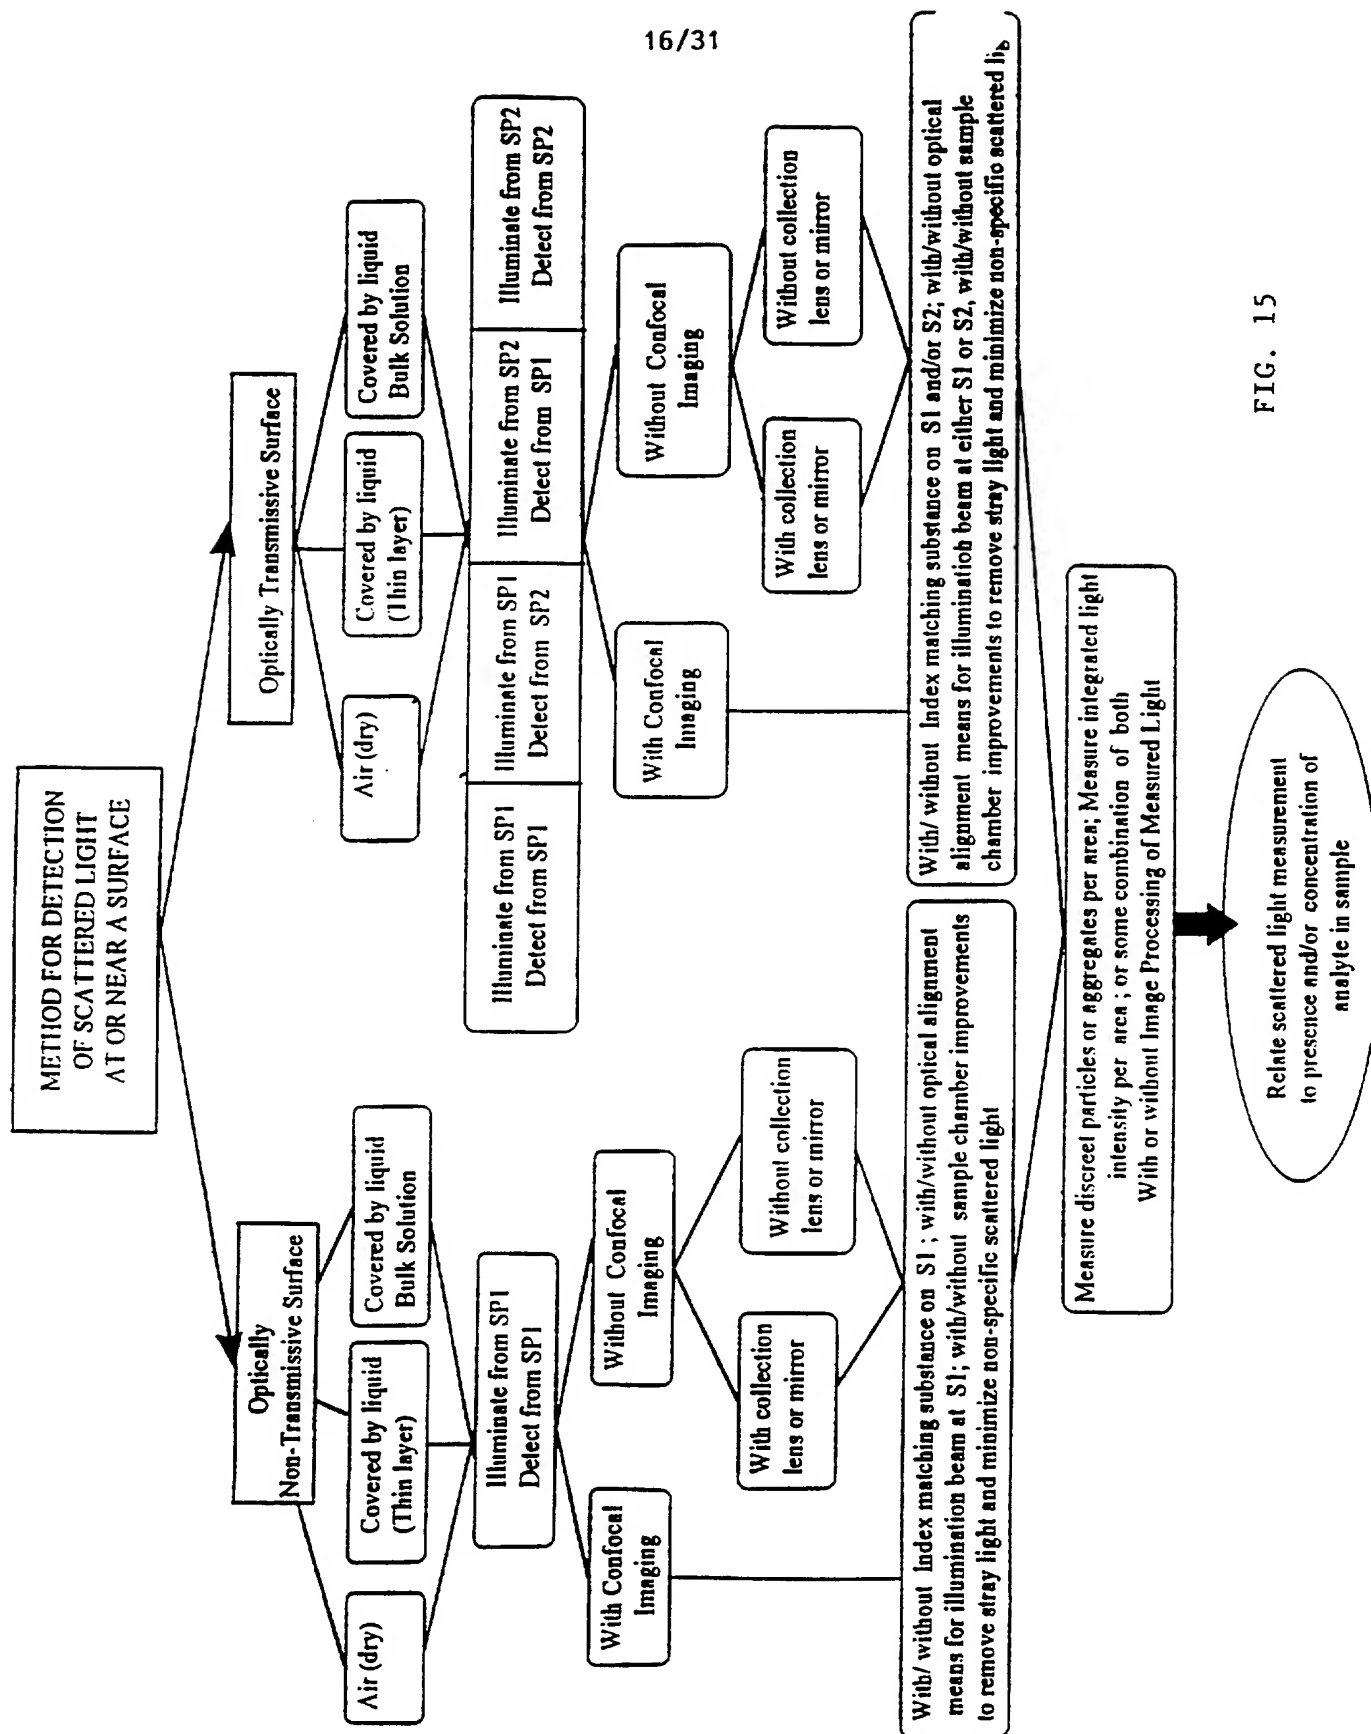 16/31
METHOD FOR DETECTION
OF SCATTERED LIGHT
AT OR NEAR A SURFACE
Optically
Non-Transmissive Surface
Optically Transmissive Surface
Air (dry)
Covered by liquid
(Thin layer)
Covered by liquid
Bulk Solution
Air (dry)
Covered by liquid
(Thin layer)
Covered by liquid
Bulk Solution
Illuminate from SP1
Detect from SP1
Illuminate from SP1
Detect from SP1
Illuminate from SP1
Detect from SP2
Illuminate from SP2
Detect from SP1
Illuminate from SP2
Detect from SP2
With Confocal
Imaging
Without Confocal
Imaging
With Confocal
Imaging
Without Confocal
Imaging
With collection
lens or mirror
Without collection
lens or mirror
With collection
lens or mirror
Without collection
lens or mirror
With/ without Index matching substance on S1 ; with/without optical alignment
means for illumination beam at S1; with/without sample chamber improvements
to remove stray light and minimize non-specific scattered light
With/ without Index matching substance on S1 and/or S2; with/without optical
alignment means for illumination beam at either S1 or S2, with/without sample
chamber improvements to remove stray light and minimize non-specific scattered
Measure discreet particles or aggregates per area; Measure integrated light
intensity per area ; or some combination of both
With or without Image Processing of Measured Light
Relate scattered light measurement
to presence and/or concentration of
analyte in sample
FIG. 15